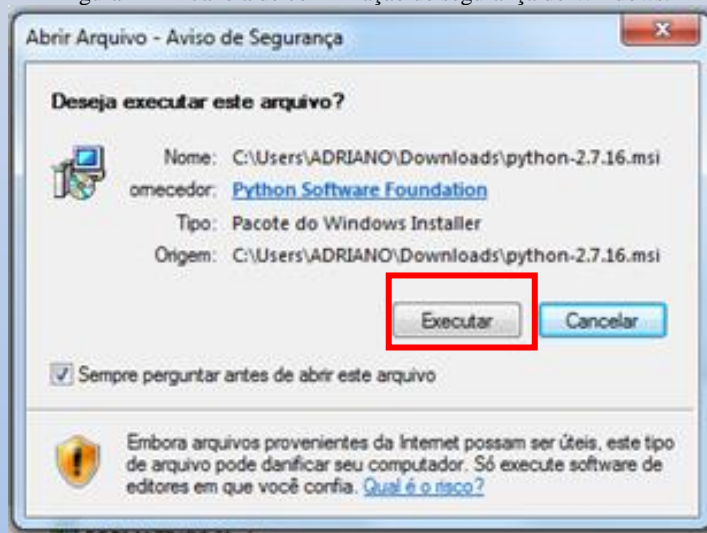 Abrir Arquivo - Aviso de Segurança
Deseja executar este arquivo?
Nome: C:\Users\ADRIANO\Downloads\python-2.7.16.msi
omecedor: Python Software Foundation
Tipo: Pacote do Windows Installer
Origem: C:\Users\ADRIANO\Downloads\python-2.7.16.msi
Executar Cancelar
Sempre perguntar antes de abrir este arquivo
Embora arquivos provenientes da Internet possam ser úteis, este tipo
de arquivo pode danificar seu computador. Só execute software de
editores em que você confia. Qual é o risco?